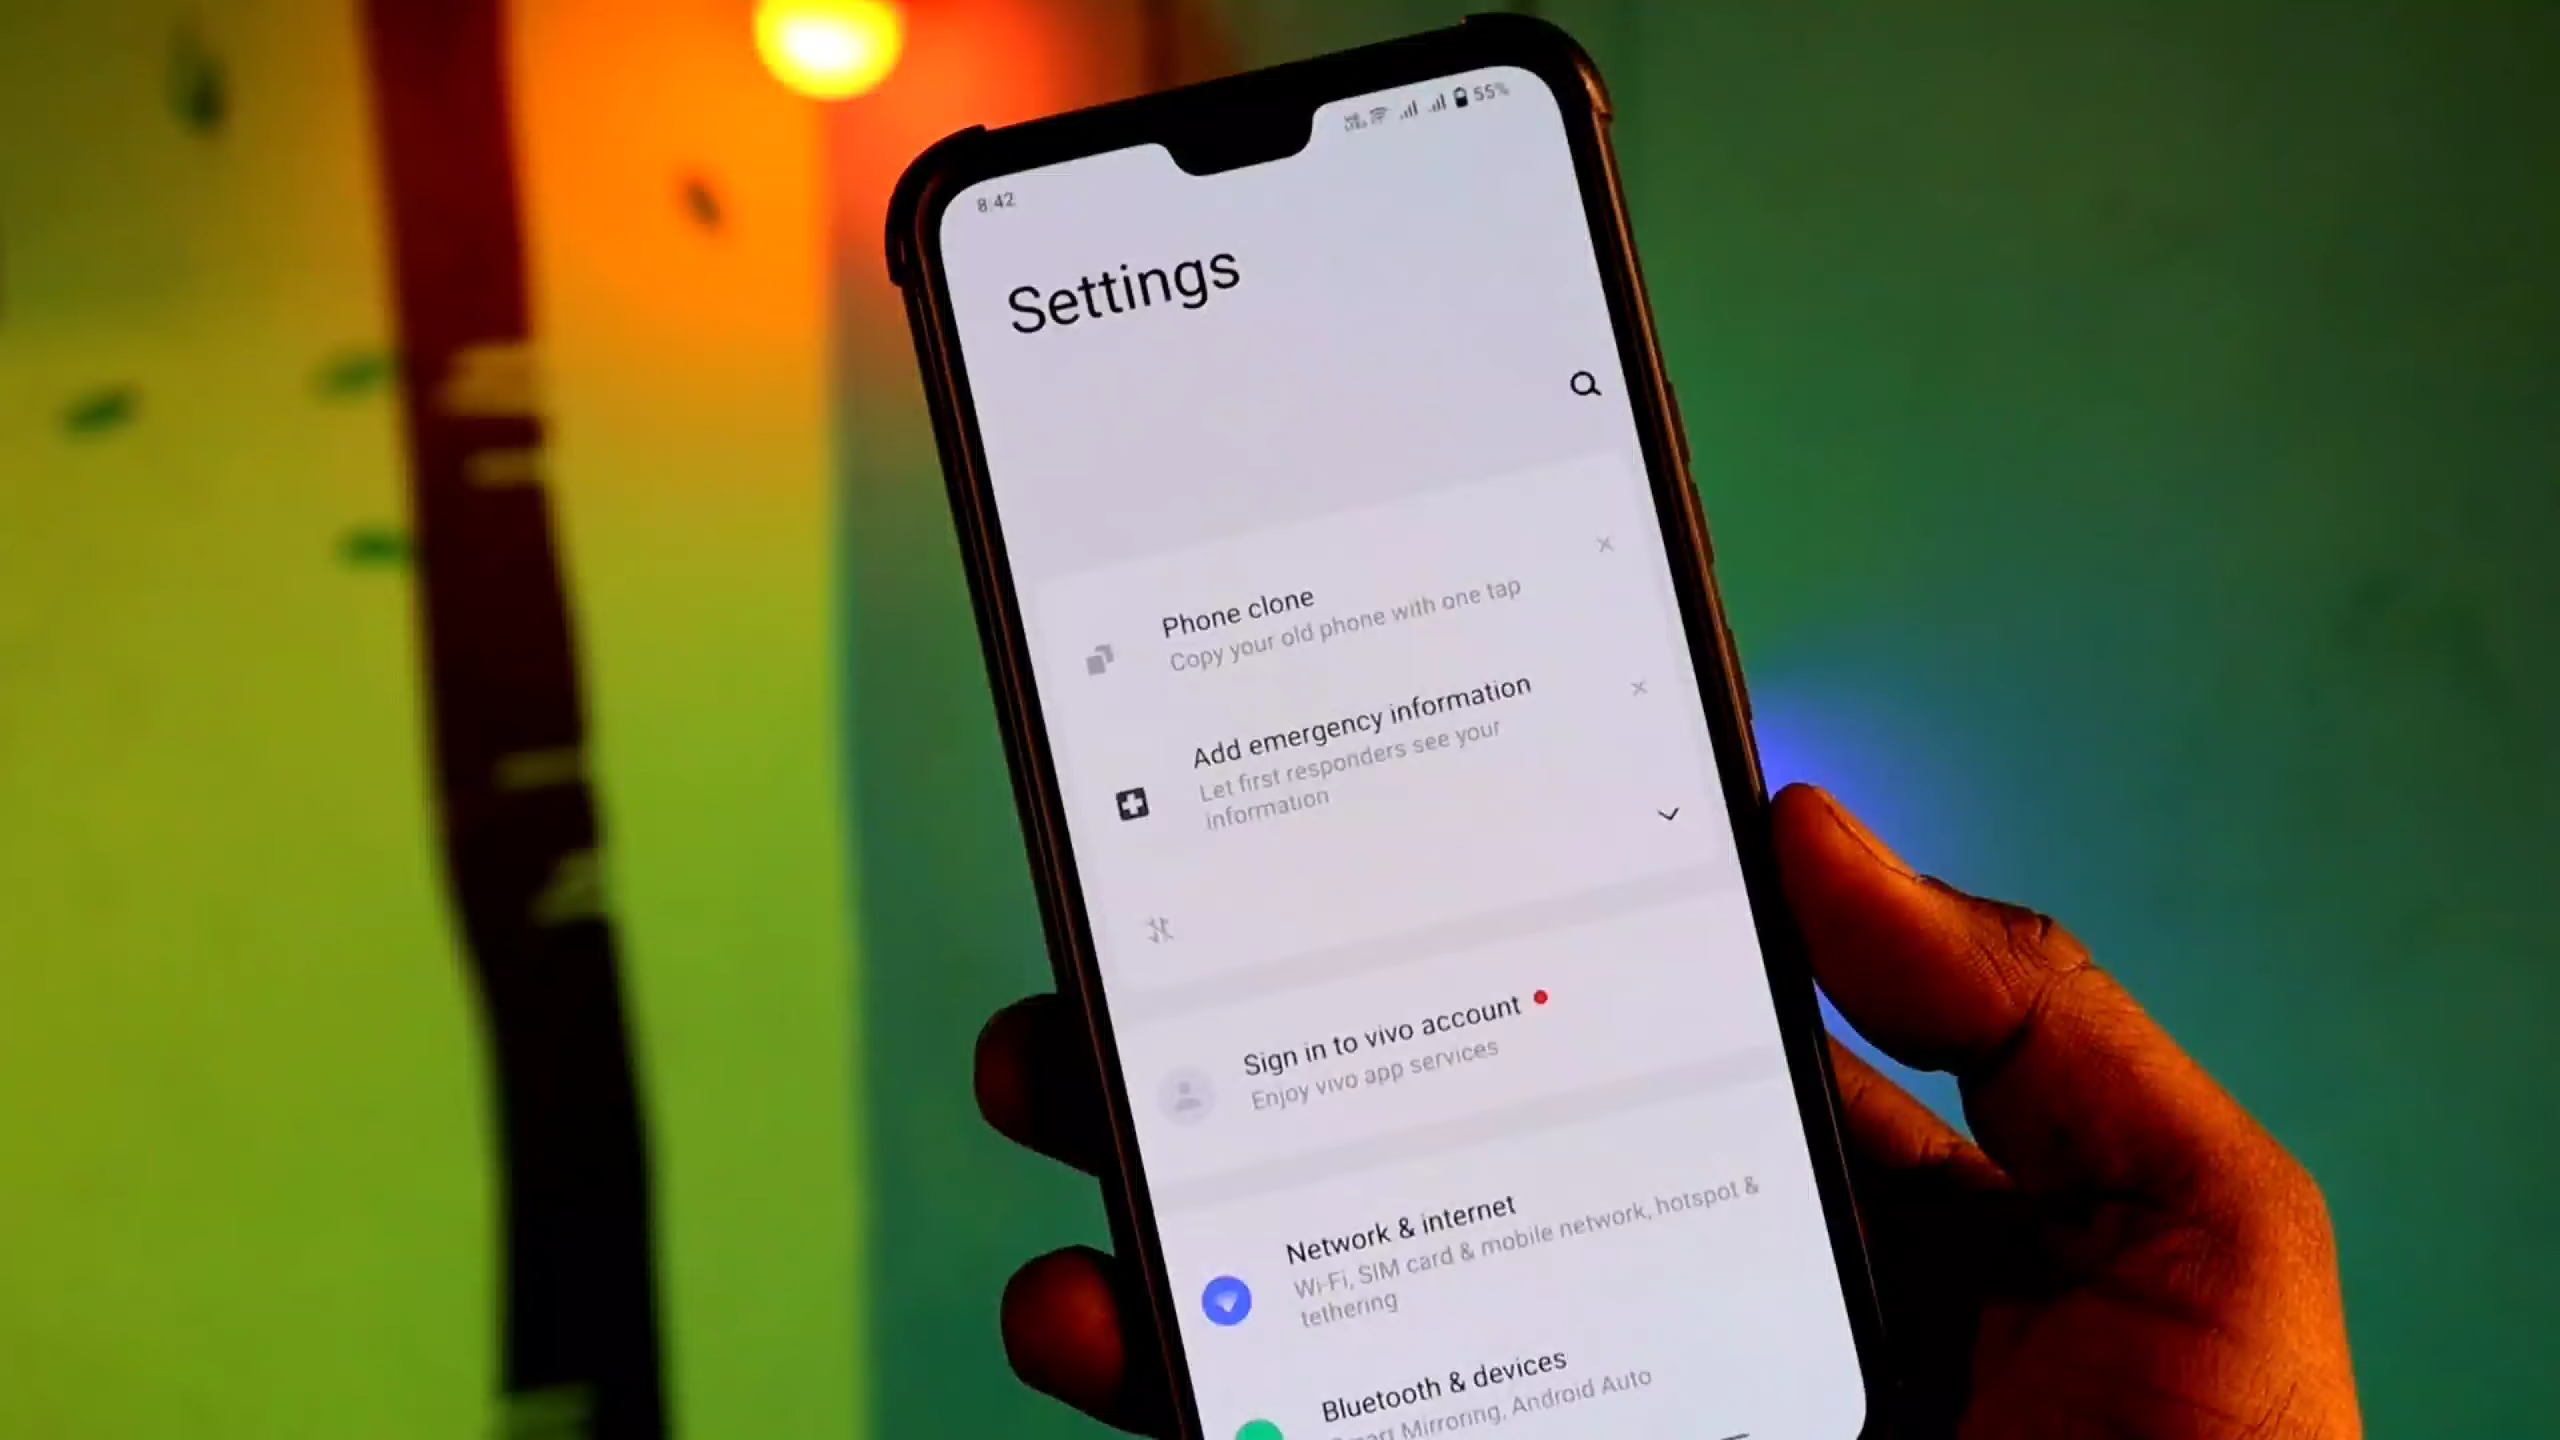 8:42
55%
Settings
Phone clone
Copy your old phone with one tap
Add emergency information
Let first responders see your
information
Sign in to vivo account
Enjoy vivo app services
Network & internet
Wi-Fi, SIM card & mobile network, hotspot &
tethering
Bluetooth & devices
Mirroring, Android Auto